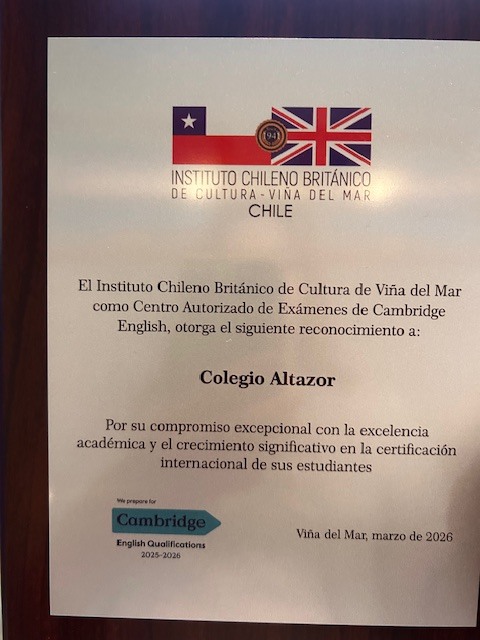 94
INSTITUTO CHILENO BRITÁNICO
DE CULTURA - VIÑA DEL MAR
CHILE
El Instituto Chileno Británico de Cultura de Viña del Mar
como Centro Autorizado de Exámenes de Cambridge
English, otorga el siguiente reconocimiento a:
Colegio Altazor
Por su compromiso excepcional con la excelencia
académica y el crecimiento significativo en la certificación
internacional de sus estudiantes
We prepare for
Cambridge
English Qualifications
2025-2026
Viña del Mar, marzo de 2026